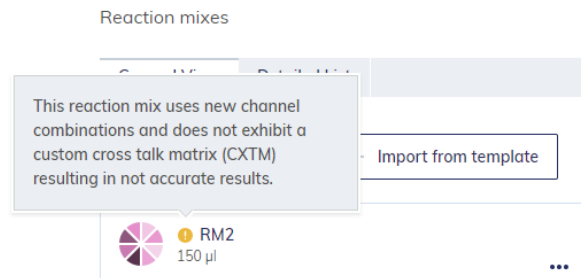 Reaction mixes
This reaction mix uses new channel
combinations and does not exhibit a
custom cross talk matrix (CXTM)
resulting in not accurate results.
Import from template
RM2
150 µl